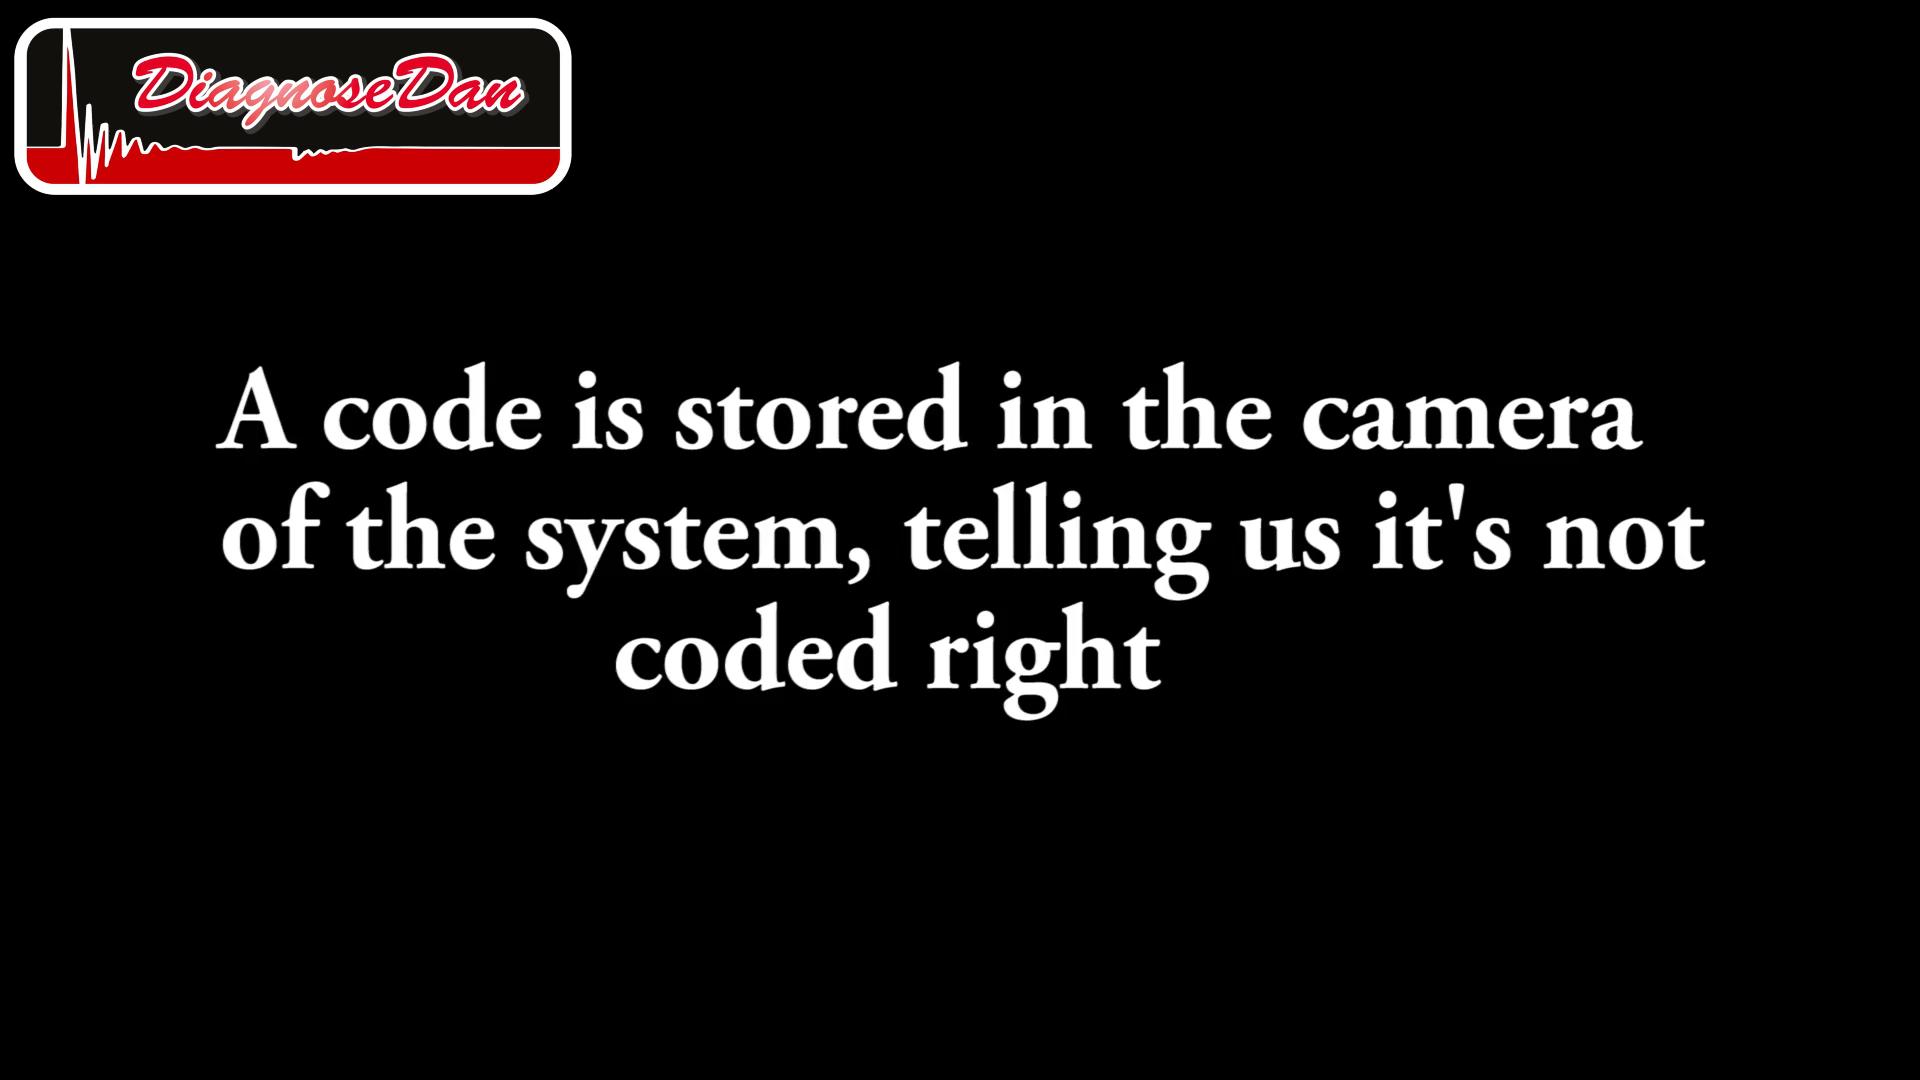 DiagnoseDan
A code is stored in the camera
of the system, telling us it's not
coded right